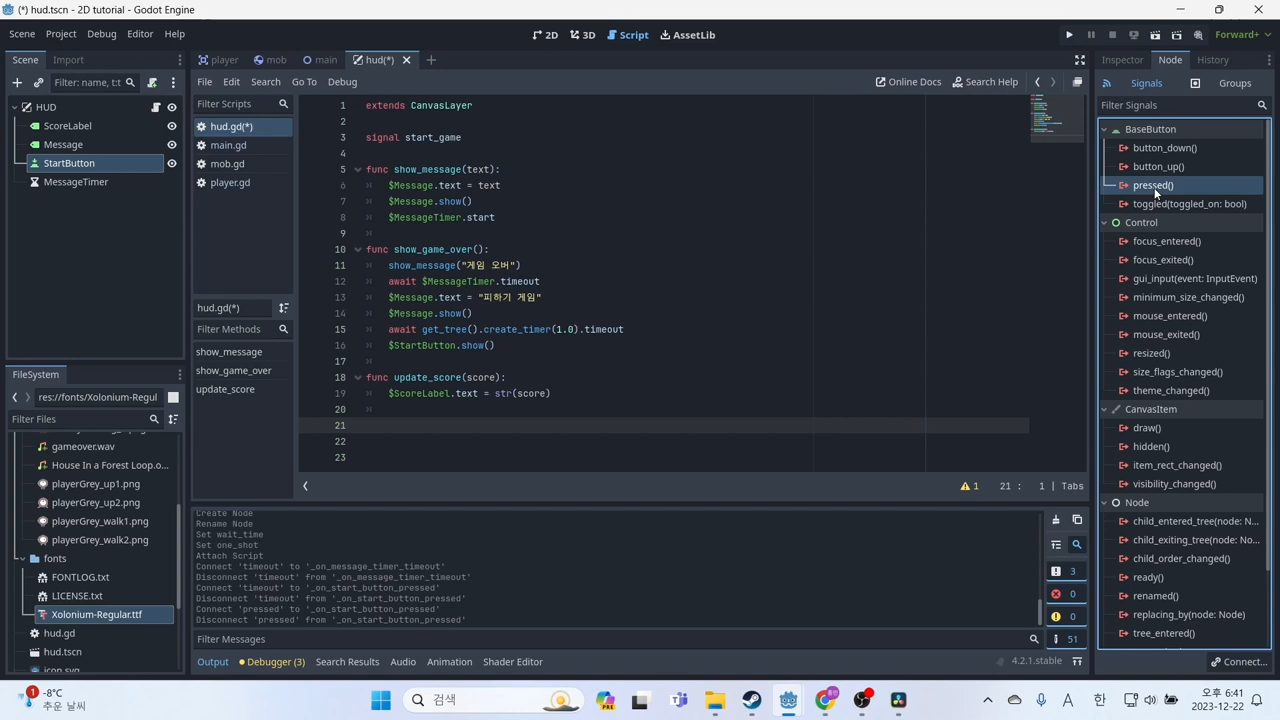 (*) hud.tscn - 2D tutorial - Godot Engine
Scene Project Debug Editor Help
2D 3D Script AssetLib
Forward+
Scene Import
Filter: name, t:t
HUD
ScoreLabel
Message
StartButton
MessageTimer
FileSystem
res://fonts/Xolonium-Regul
Filter Files
gameover.wav
House In a Forest Loop.o...
playerGrey_up1.png
playerGrey_up2.png
playerGrey_walk1.png
playerGrey_walk2.png
fonts
FONTLOG.txt
LICENSE.txt
Xolonium-Regular.ttf
hud.gd
hud.tscn
icon.svg
player mob main hud(*)
File Edit Search Go To Debug
Online Docs Search Help
Filter Scripts
hud.gd(*)
main.gd
mob.gd
player.gd
hud.gd(*)
Filter Methods
show_message
show_game_over
update_score
1 extends CanvasLayer
2
3 signal start_game
4
5 func show_message(text):
6 $Message.text = text
7 $Message.show()
8 $MessageTimer.start
9
10 func show_game_over():
11 show_message("게임 오버")
12 await $MessageTimer.timeout
13 $Message.text = "피하기 게임"
14 $Message.show()
15 await get_tree().create_timer(1.0).timeout
16 $StartButton.show()
17
18 func update_score(score):
19 $ScoreLabel.text = str(score)
20
21
22
23
1 21 : 1 | Tabs
Create Node
Rename Node
Set wait_time
Set one_shot
Attach Script
Connect 'timeout' to '_on_message_timer_timeout'
Disconnect 'timeout' from '_on_message_timer_timeout'
Connect 'timeout' to '_on_start_button_pressed'
Disconnect 'timeout' from '_on_start_button_pressed'
Connect 'pressed' to '_on_start_button_pressed'
Disconnect 'pressed' from '_on_start_button_pressed'
3
0
0
51
Filter Messages
Output Debugger (3) Search Results Audio Animation Shader Editor
4.2.1.stable
Inspector Node History
Signals Groups
Filter Signals
BaseButton
button_down()
button_up()
pressed()
toggled(toggled_on: bool)
Control
focus_entered()
focus_exited()
gui_input(event: InputEvent)
minimum_size_changed()
mouse_entered()
mouse_exited()
resized()
size_flags_changed()
theme_changed()
CanvasItem
draw()
hidden()
item_rect_changed()
visibility_changed()
Node
child_entered_tree(node: N...
child_exiting_tree(node: No...
child_order_changed()
ready()
renamed()
replacing_by(node: Node)
tree_entered()
Connect...
1
-8°C
추운 날씨
검색
PRE
A 한
오후 6:41
2023-12-22